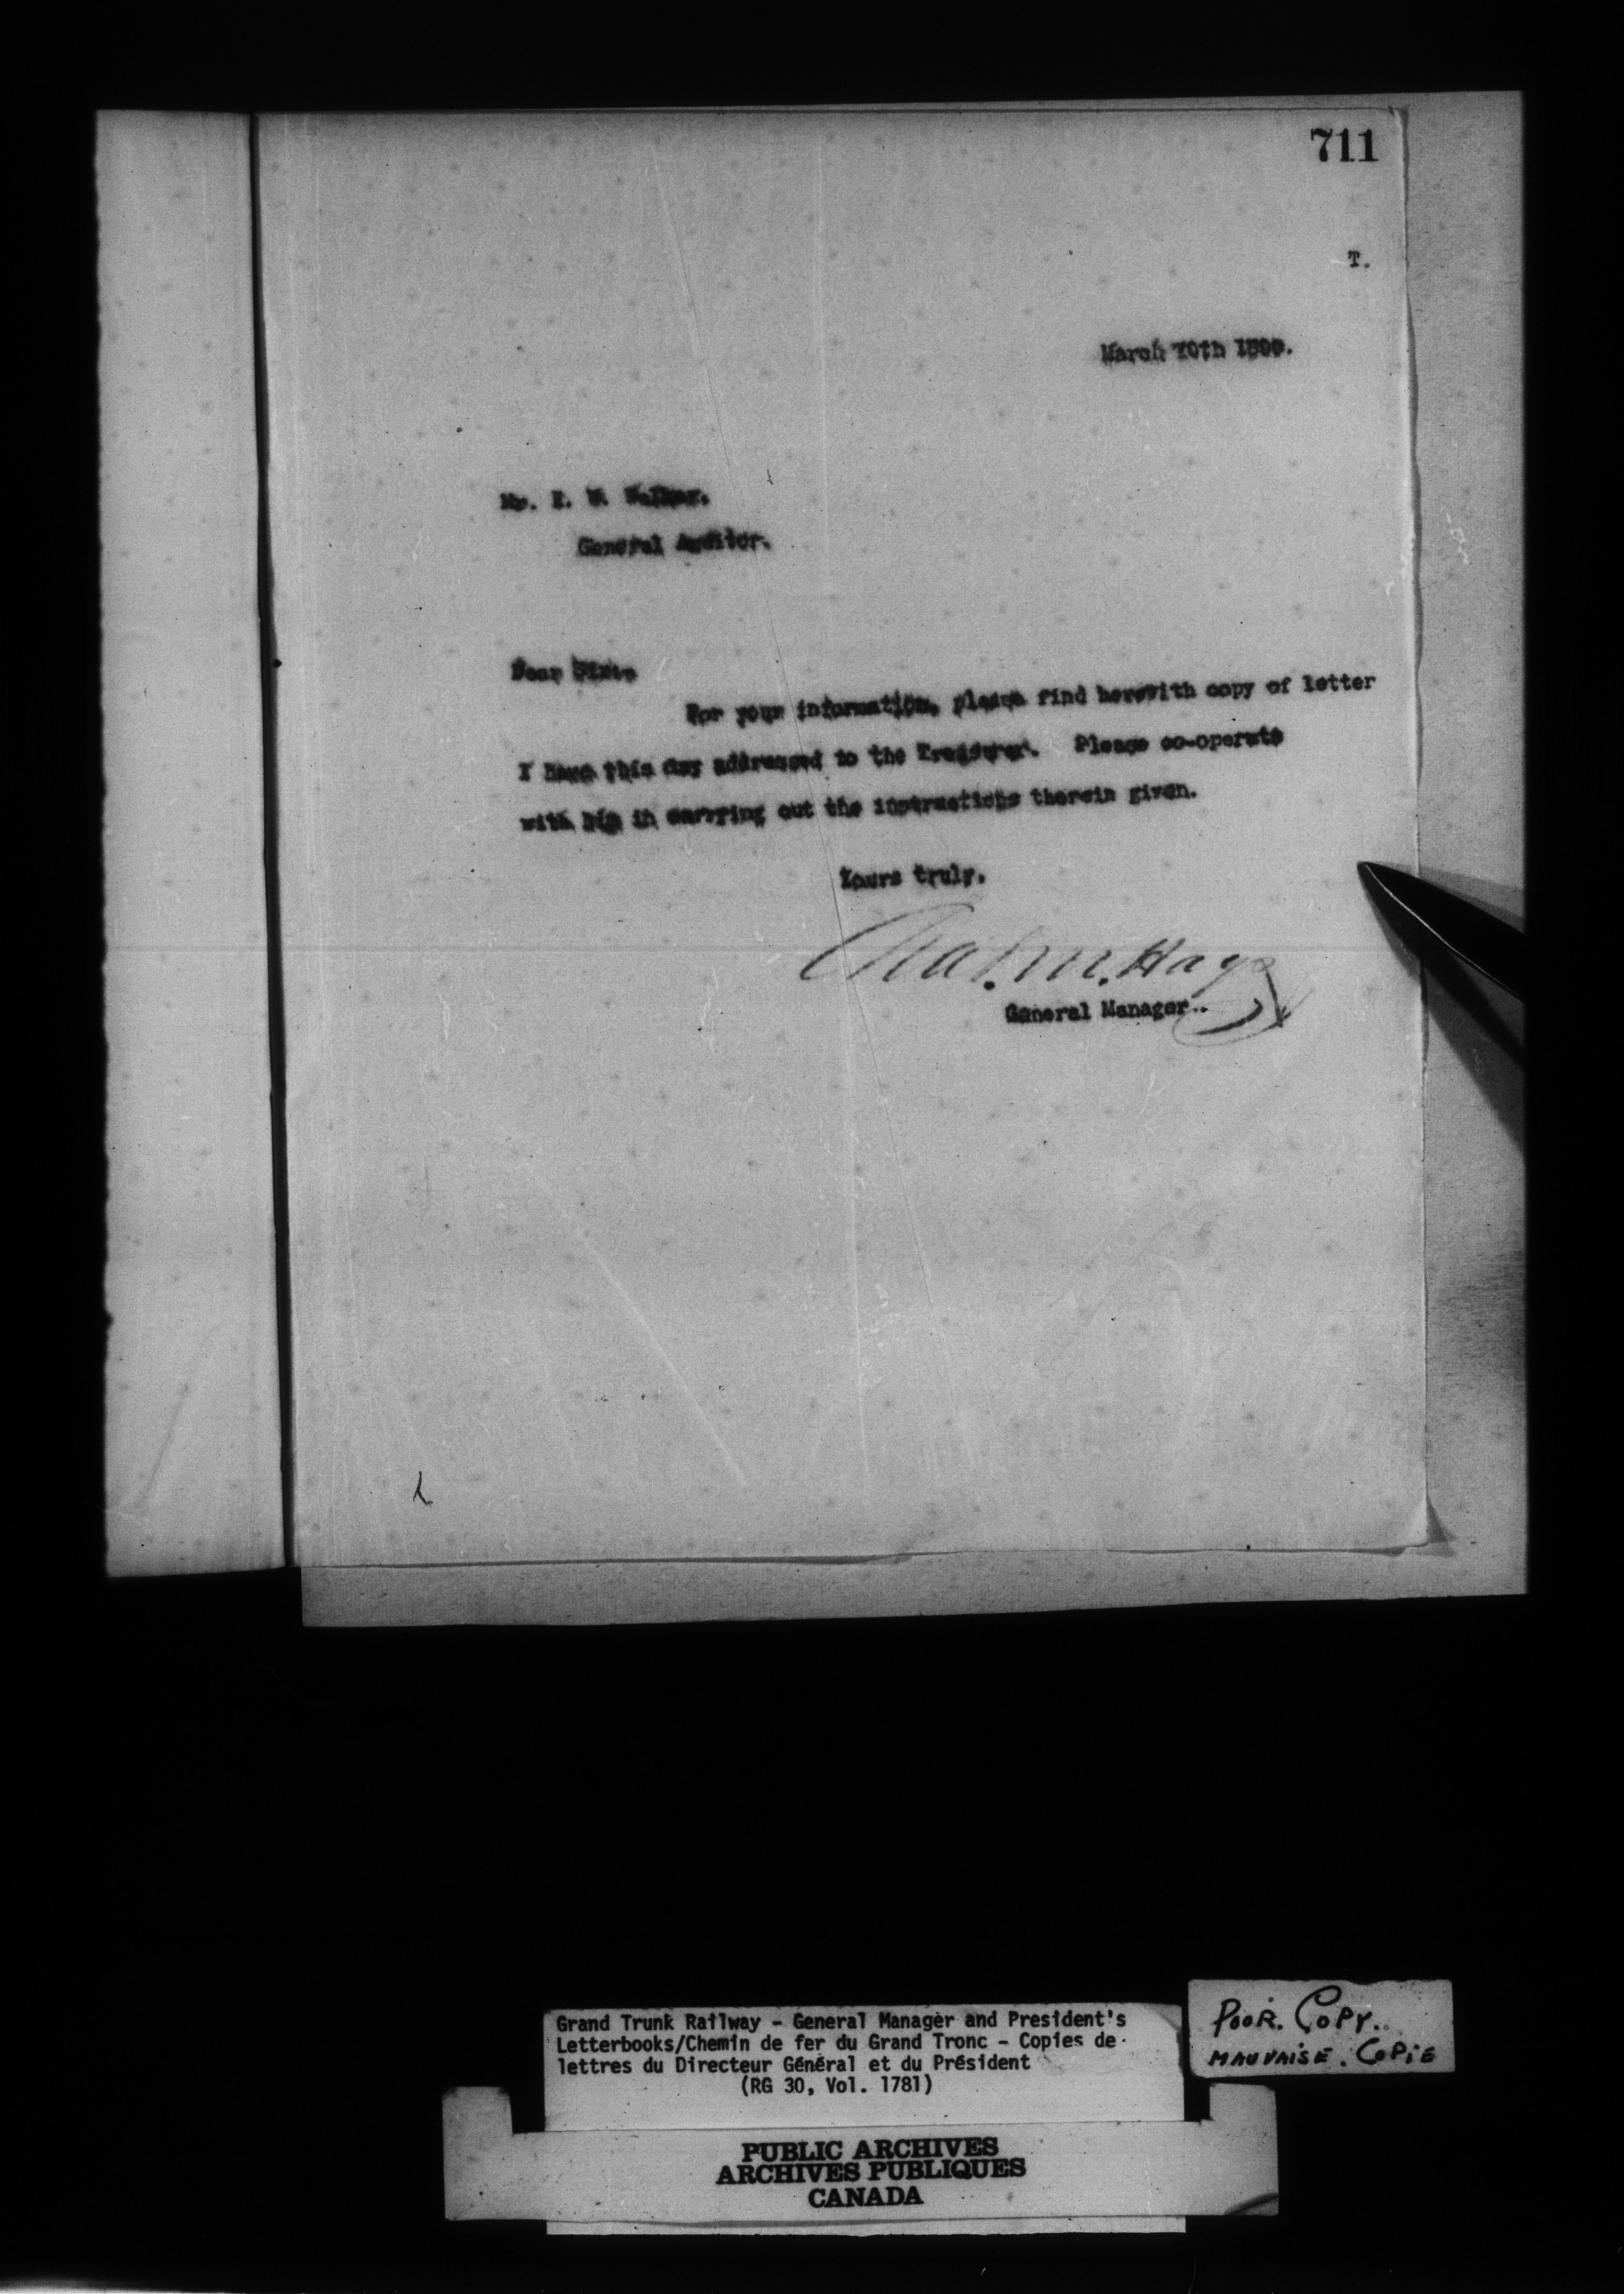 711
T.
March 10th
Mr. W. Walker.
General Auditor.
Dear Sir:-
For your information, please find herewith copy of letter
I have this day addressed to the Treasurer. Please co-operate
with him in carrying out the instructions therein given.
Yours truly,
Chas. M. Hays
General Manager.
Grand Trunk Railway - General Manager and President's
Letterbooks/Chemin de fer du Grand Tronc - Copies de
lettres du Directeur Général et du Président
(RG 30, Vol. 1781)
POOR. COPY.
MAUVAISE. COPIE
PUBLIC ARCHIVES
ARCHIVES PUBLIQUES
CANADA